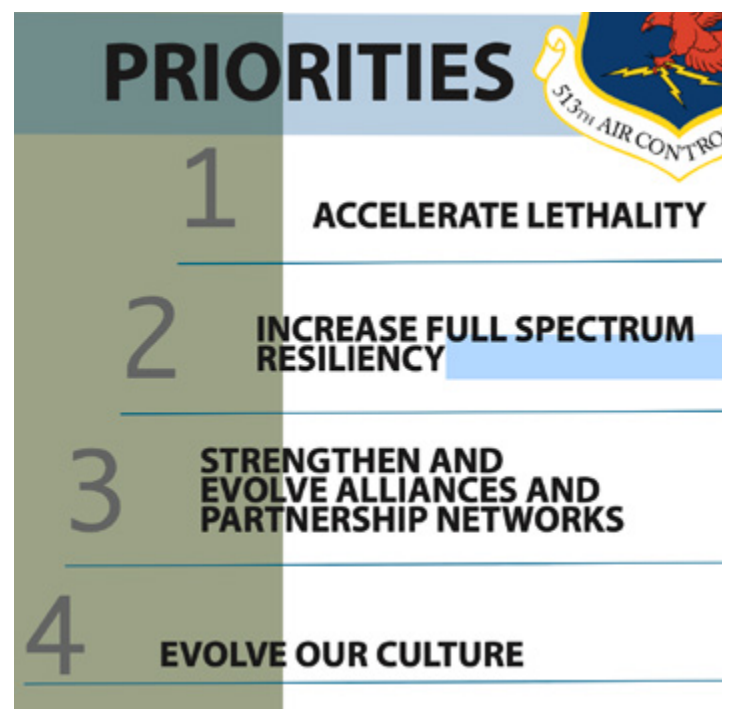 PRIORITIES
513TH AIR CONTRO
1
ACCELERATE LETHALITY
2
INCREASE FULL SPECTRUM
RESILIENCY
3
STRENGTHEN AND
EVOLVE ALLIANCES AND
PARTNERSHIP NETWORKS
4
EVOLVE OUR CULTURE